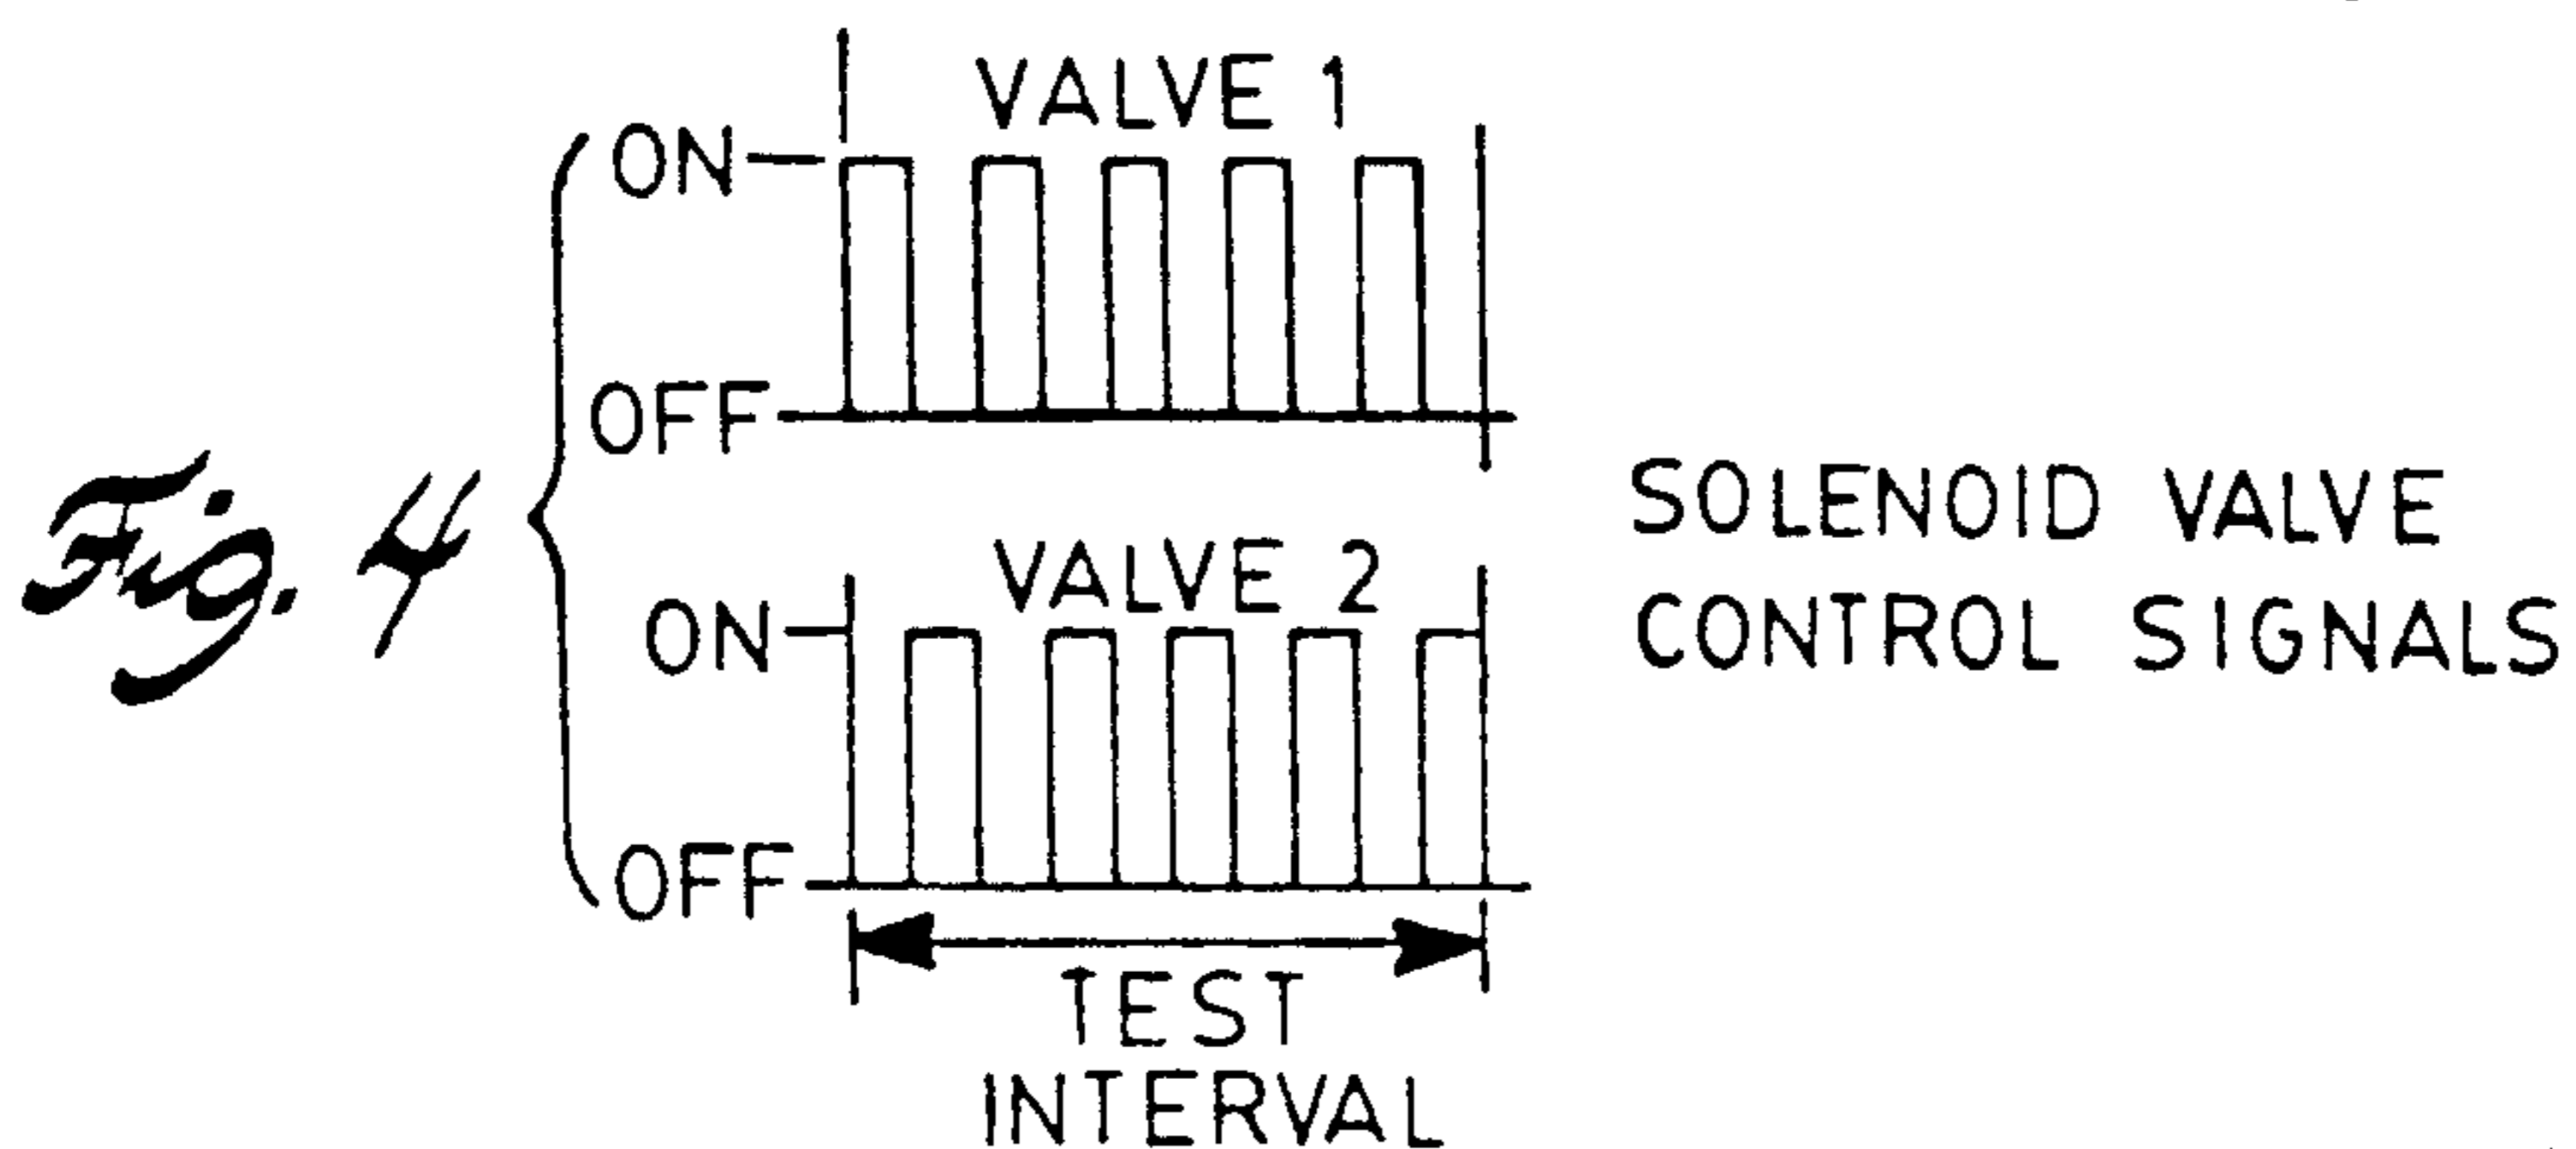 VALVE 1
ON
OFF
Fig. 4
SOLENOID VALVE
CONTROL SIGNALS
VALVE 2
ON
OFF
TEST
INTERVAL